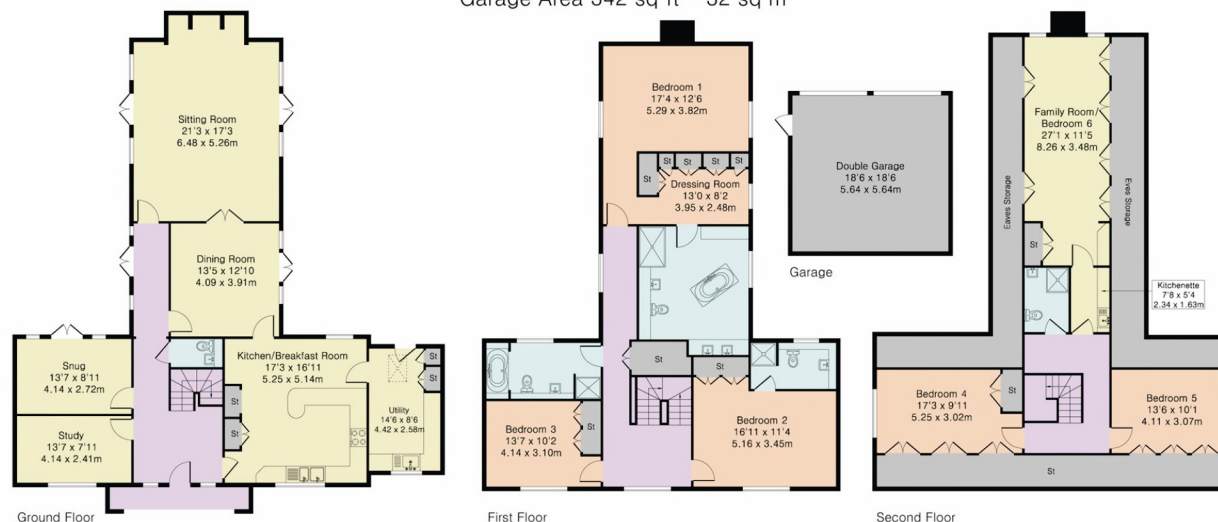 Garage Area 342 sq ft - 32 sq m
Sitting Room
21'3 x 17'3
6.48 x 5.26m
Dining Room
13'5 x 12'10
4.09 x 3.91m
Snug
13'7 x 8'11
4.14 x 2.72m
Study
13'7 x 7'11
4.14 x 2.41m
Kitchen/Breakfast Room
17'3 x 16'11
5.25 x 5.14m
St
St
St
St
Utility
14'6 x 8'6
4.42 x 2.58m
Ground Floor
Bedroom 1
17'4 x 12'6
5.29 x 3.82m
St
St
St
St
St
Dressing Room
13'0 x 8'2
3.95 x 2.48m
St
St
Bedroom 3
13'7 x 10'2
4.14 x 3.10m
St
Bedroom 2
16'11 x 11'4
5.16 x 3.45m
First Floor
Double Garage
18'6 x 18'6
5.64 x 5.64m
Garage
Family Room/
Bedroom 6
27'1 x 11'5
8.26 x 3.48m
Eaves Storage
Eves Storage
St
Kitchenette
7'8 x 5'4
2.34 x 1.63m
Bedroom 4
17'3 x 9'11
5.25 x 3.02m
St
Bedroom 5
13'6 x 10'1
4.11 x 3.07m
St
Second Floor